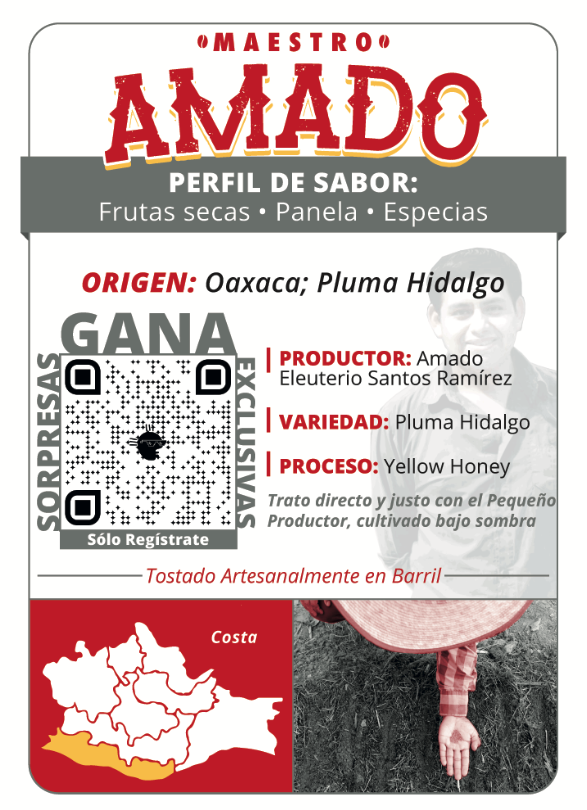 MAESTRO
AMADO
PERFIL DE SABOR:
Frutas secas • Panela • Especias
ORIGEN: Oaxaca; Pluma Hidalgo
GANA
SORPRESAS
EXCLUSIVAS
Sólo Regístrate
PRODUCTOR: Amado
Eleuterio Santos Ramírez
VARIEDAD: Pluma Hidalgo
PROCESO: Yellow Honey
Trato directo y justo con el Pequeño
Productor, cultivado bajo sombra
Tostado Artesanalmente en Barril
Costa